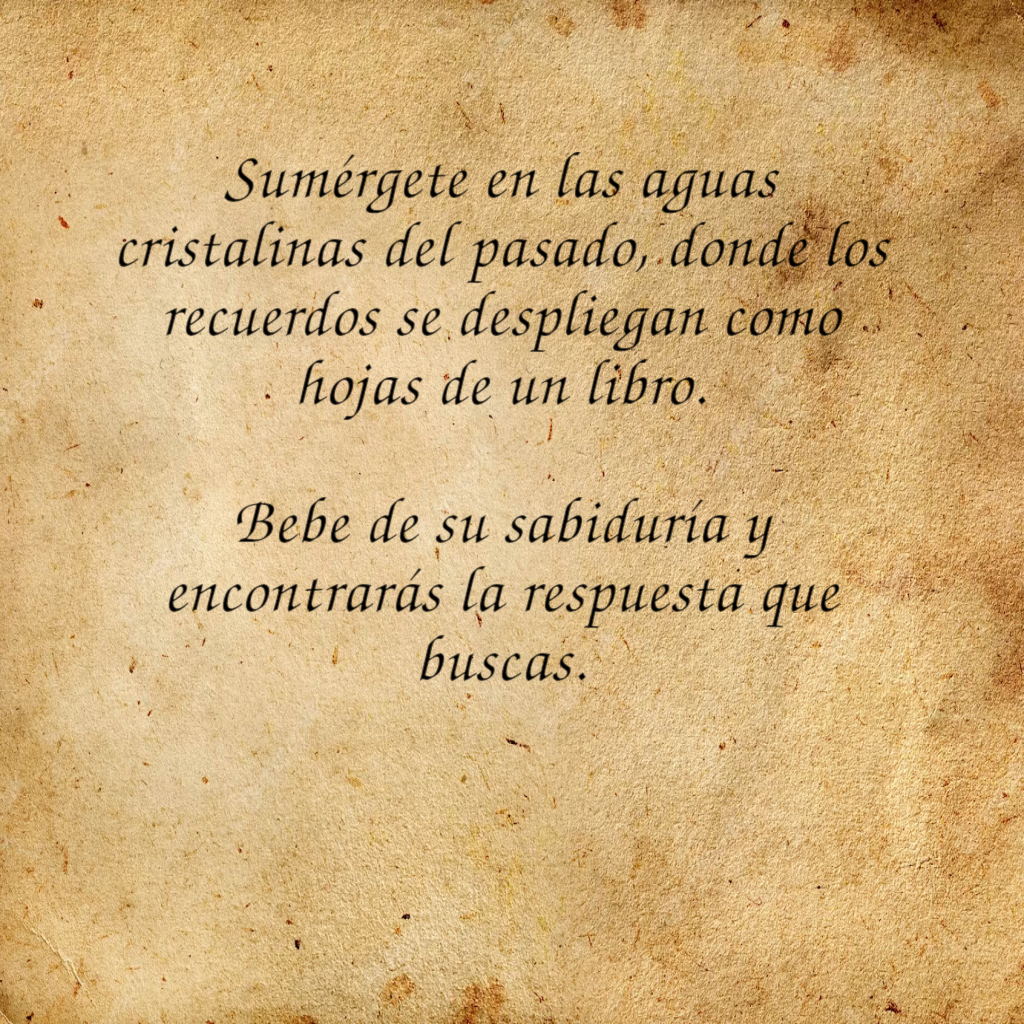 Sumérgete en las aguas
cristalinas del pasado, donde los
recuerdos se despliegan como
hojas de un libro.
Bebe de su sabiduría y
encontrarás la respuesta que
buscas.